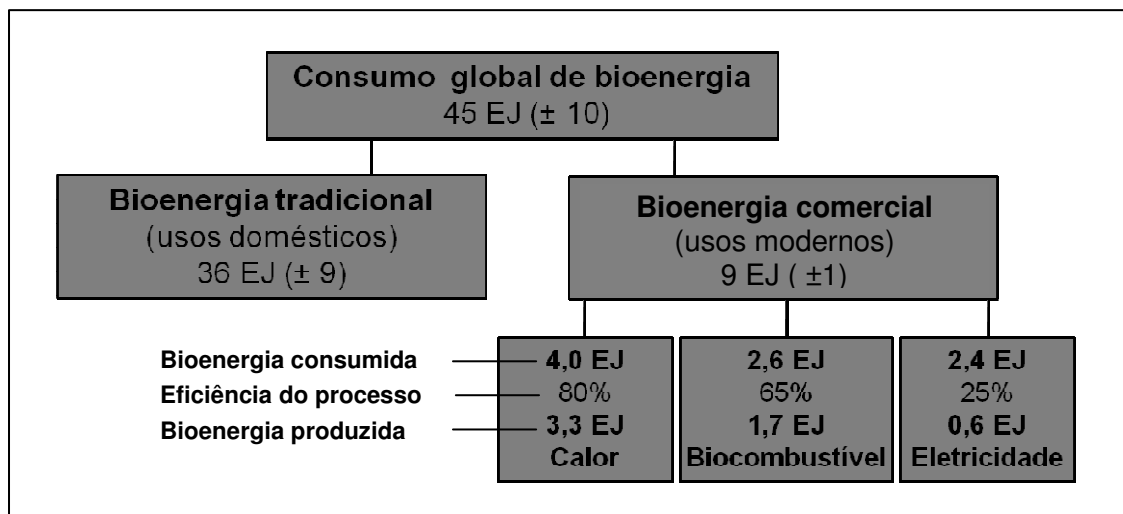 Consumo global de bioenergia
45 EJ (± 10)
Bioenergia tradicional
(usos domésticos)
36 EJ (± 9)
Bioenergia comercial
(usos modernos)
9 EJ ( ±1)
Bioenergia consumida
4,0 EJ
2,6 EJ
2,4 EJ
Eficiência do processo
80%
65%
25%
Bioenergia produzida
3,3 EJ
1,7 EJ
0,6 EJ
Calor
Biocombustível
Eletricidade